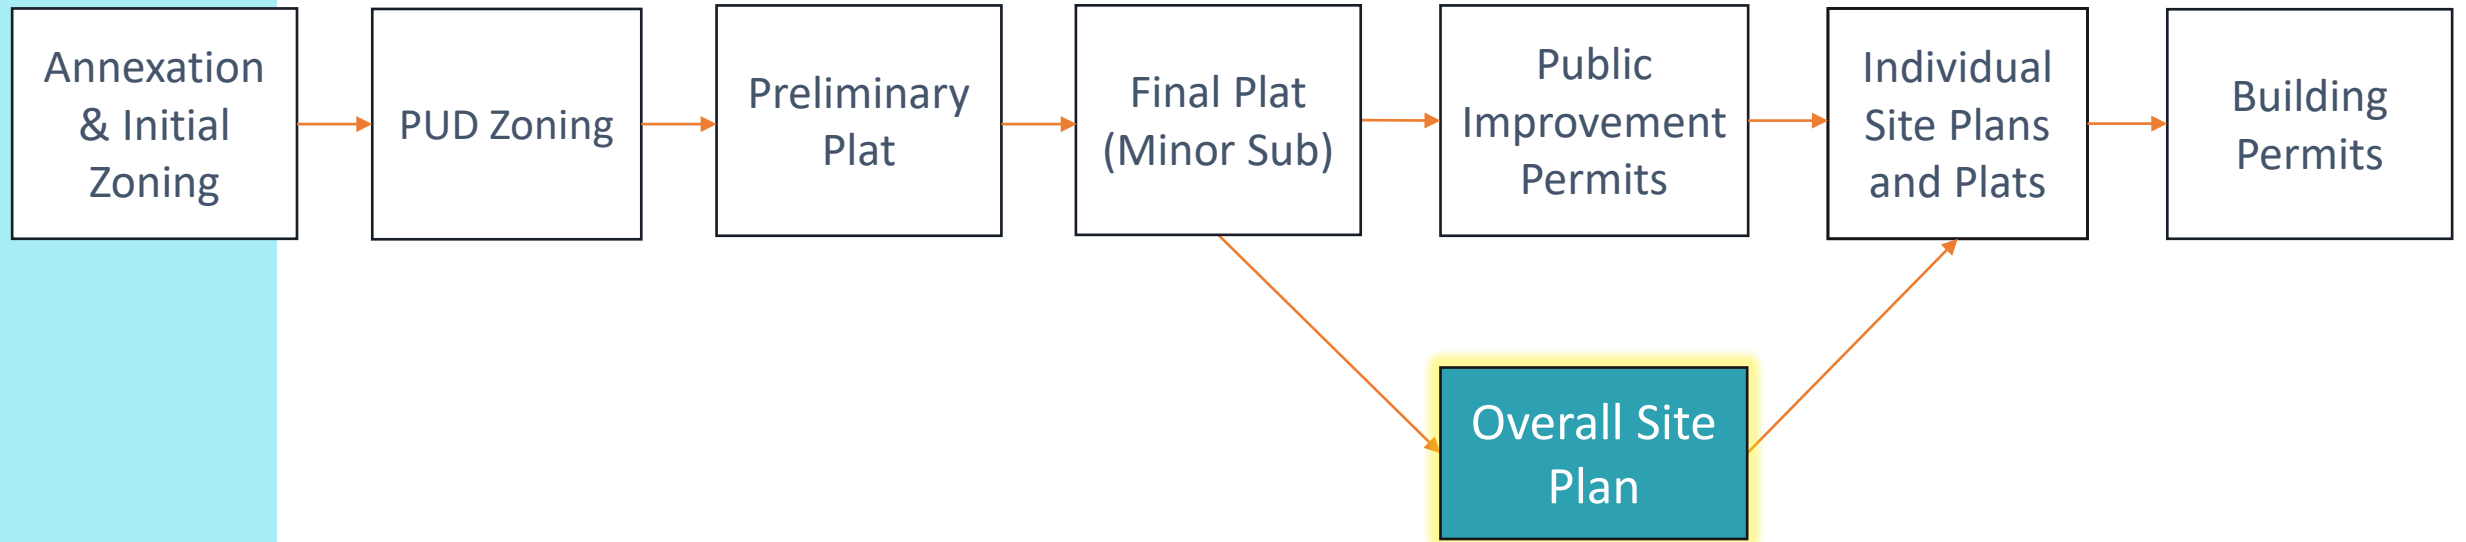 Annexation
& Initial
Zoning
PUD Zoning
Preliminary
Plat
Final Plat
(Minor Sub)
Public
Improvement
Permits
Individual
Site Plans
and Plats
Building
Permits
Overall Site
Plan